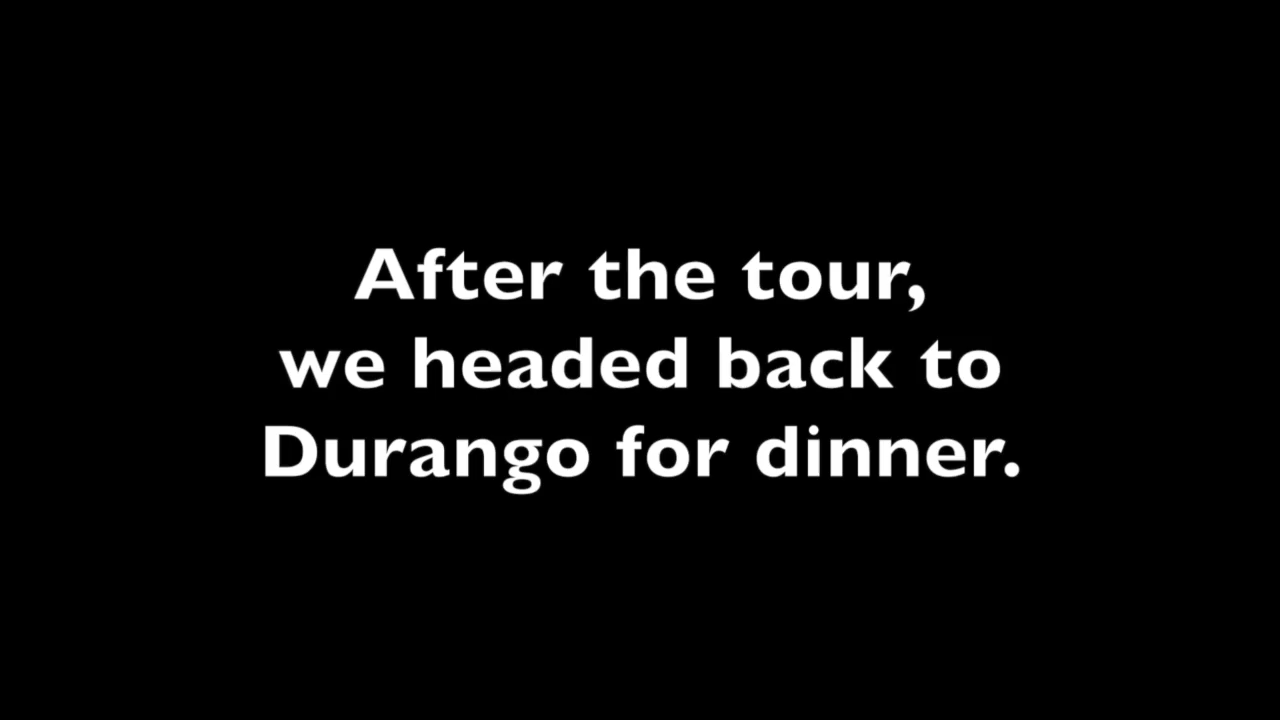 After the tour,
we headed back to
Durango for dinner.